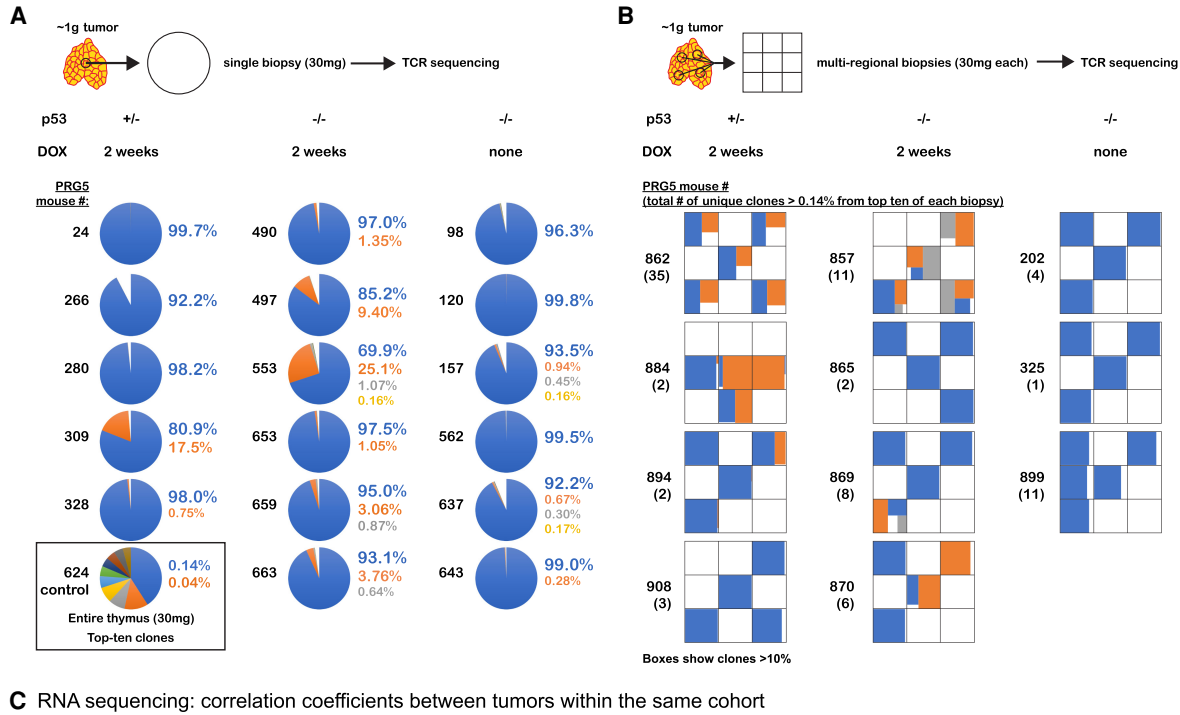 A
~1g tumor
single biopsy (30mg)
TCR sequencing
p53 +/- -/- -/-
DOX 2 weeks 2 weeks none
PRG5
mouse #:
24 99.7%
266 92.2%
280 98.2%
309 80.9%
17.5%
328 98.0%
0.75%
624
control
0.14%
0.04%
Entire thymus (30mg)
Top-ten clones
490 97.0%
1.35%
497 85.2%
9.40%
553 69.9%
25.1%
1.07%
0.16%
653 97.5%
1.05%
659 95.0%
3.06%
0.87%
663 93.1%
3.76%
0.64%
98 96.3%
120 99.8%
157 93.5%
0.94%
0.45%
0.16%
562 99.5%
637 92.2%
0.67%
0.30%
0.17%
643 99.0%
0.28%
B
~1g tumor
multi-regional biopsies (30mg each)
TCR sequencing
p53 +/- -/- -/-
DOX 2 weeks 2 weeks none
PRG5 mouse #
(total # of unique clones > 0.14% from top ten of each biopsy)
862
(35)
884
(2)
894
(2)
908
(3)
857
(11)
865
(2)
869
(8)
870
(6)
202
(4)
325
(1)
899
(11)
Boxes show clones >10%
C RNA sequencing: correlation coefficients between tumors within the same cohort